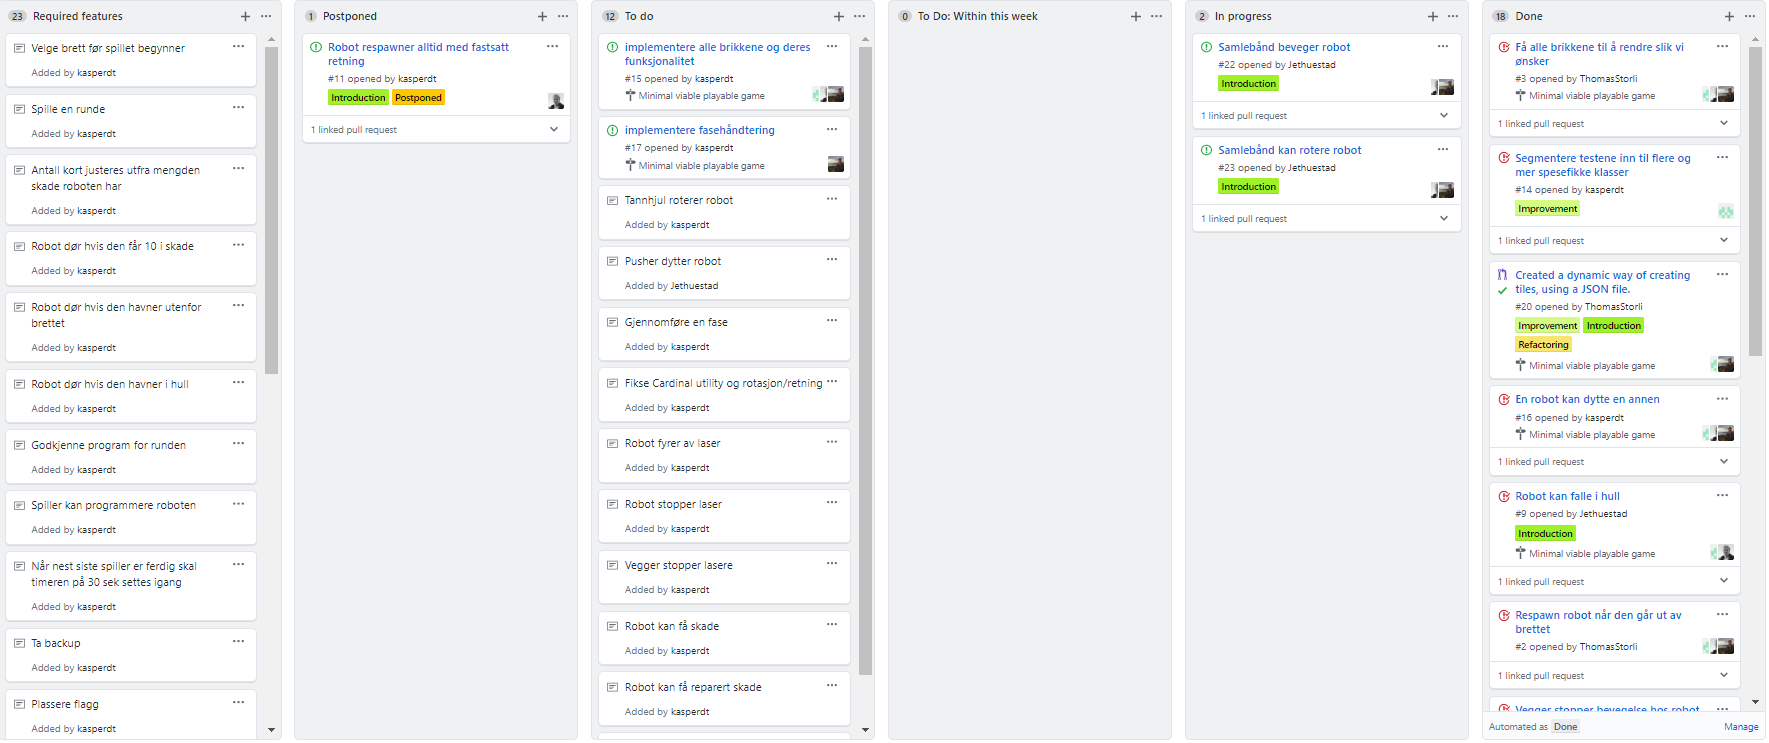 23 Required features
Velge brett før spillet begynner
Added by kasperdt
Spille en runde
Added by kasperdt
Antall kort justeres utfra mengden
skade roboten har
Added by kasperdt
Robot dør hvis den får 10 i skade
Added by kasperdt
Robot dør hvis den havner utenfor
brettet
Added by kasperdt
Robot dør hvis den havner i hull
Added by kasperdt
Godkjenne program for runden
Added by kasperdt
Spiller kan programmere roboten
Added by kasperdt
Når nest siste spiller er ferdig skal
timeren på 30 sek settes igang
Added by kasperdt
Ta backup
Added by kasperdt
Plassere flagg
Added by kasperdt
1 Postponed
Robot respawner alltid med fastsatt
retning
#11 opened by kasperdt
Introduction Postponed
1 linked pull request
12 To do
implementere alle brikkene og deres
funksjonalitet
#15 opened by kasperdt
Minimal viable playable game
implementere fasehåndtering
#17 opened by kasperdt
Minimal viable playable game
Tannhjul roterer robot
Added by kasperdt
Pusher dytter robot
Added by Jethuestad
Gjennomføre en fase
Added by kasperdt
Fikse Cardinal utility og rotasjon/retning
Added by kasperdt
Robot fyrer av laser
Added by kasperdt
Robot stopper laser
Added by kasperdt
Vegger stopper lasere
Added by kasperdt
Robot kan få skade
Added by kasperdt
Robot kan få reparert skade
Added by kasperdt
0 To Do: Within this week
2 In progress
Samlebånd beveger robot
#22 opened by Jethuestad
Introduction
1 linked pull request
Samlebånd kan rotere robot
#23 opened by Jethuestad
Introduction
1 linked pull request
18 Done
Få alle brikkene til å rendre slik vi
ønsker
#3 opened by ThomasStorli
Minimal viable playable game
1 linked pull request
Segmentere testene inn til flere og
mer spesefikke klasser
#14 opened by kasperdt
Improvement
1 linked pull request
Created a dynamic way of creating
tiles, using a JSON file.
#20 opened by ThomasStorli
Improvement Introduction
Refactoring
Minimal viable playable game
En robot kan dytte en annen
#16 opened by kasperdt
Minimal viable playable game
1 linked pull request
Robot kan falle i hull
#9 opened by Jethuestad
Introduction
Minimal viable playable game
1 linked pull request
Respawn robot når den går ut av
brettet
#2 opened by ThomasStorli
1 linked pull request
Vegger stopper bevegelse hos robot
Automated as Done Manage